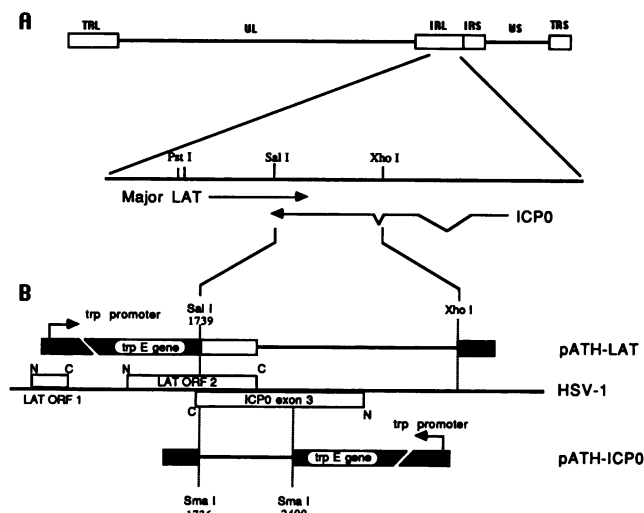 A
TRL UL IRL IRS US TRS
Pst I Sal I Xho I
Major LAT
ICP0
B
trp promoter Sal I 1739 Xho I
trp E gene pATH-LAT
N C N LAT ORF 2 C
LAT ORF 1 HSV-1
C ICP0 exon 3 N
trp promoter
trp E gene pATH-ICP0
Sma I Sma I